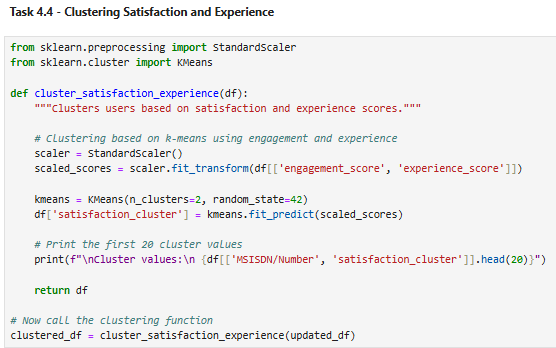 Task 4.4 - Clustering Satisfaction and Experience
from sklearn.preprocessing import StandardScaler
from sklearn.cluster import KMeans
def cluster_satisfaction_experience(df):
"""Clusters users based on satisfaction and experience scores."""
# Clustering based on k-means using engagement and experience
scaler = StandardScaler()
scaled_scores = scaler.fit_transform(df[['engagement_score', 'experience_score']])
kmeans = KMeans(n_clusters=2, random_state=42)
df['satisfaction_cluster'] = kmeans.fit_predict(scaled_scores)
# Print the first 20 cluster values
print(f"\nCluster values:\n {df[['MSISDN/Number', 'satisfaction_cluster']].head(20)}")
return df
# Now call the clustering function
clustered_df = cluster_satisfaction_experience(updated_df)